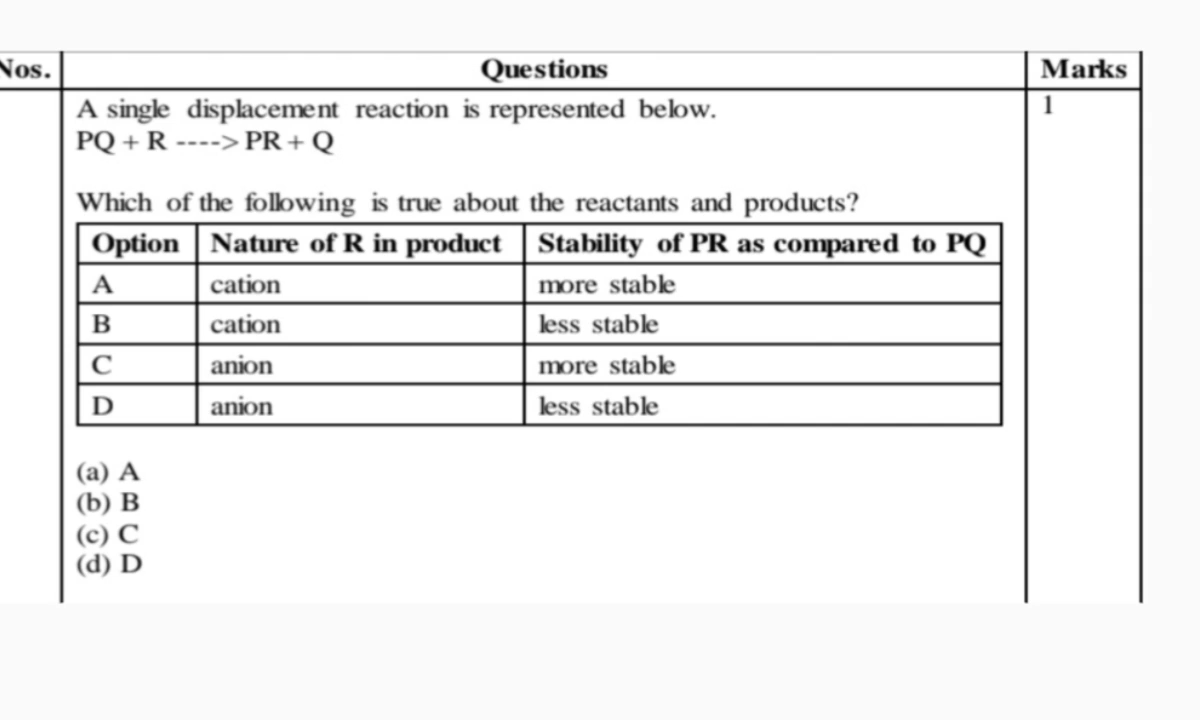 Nos. Questions Marks
A single displacement reaction is represented below. 1
PQ + R ----> PR + Q
Which of the following is true about the reactants and products?
Option Nature of R in product Stability of PR as compared to PQ
A cation more stable
B cation less stable
C anion more stable
D anion less stable
(a) A
(b) B
(c) C
(d) D